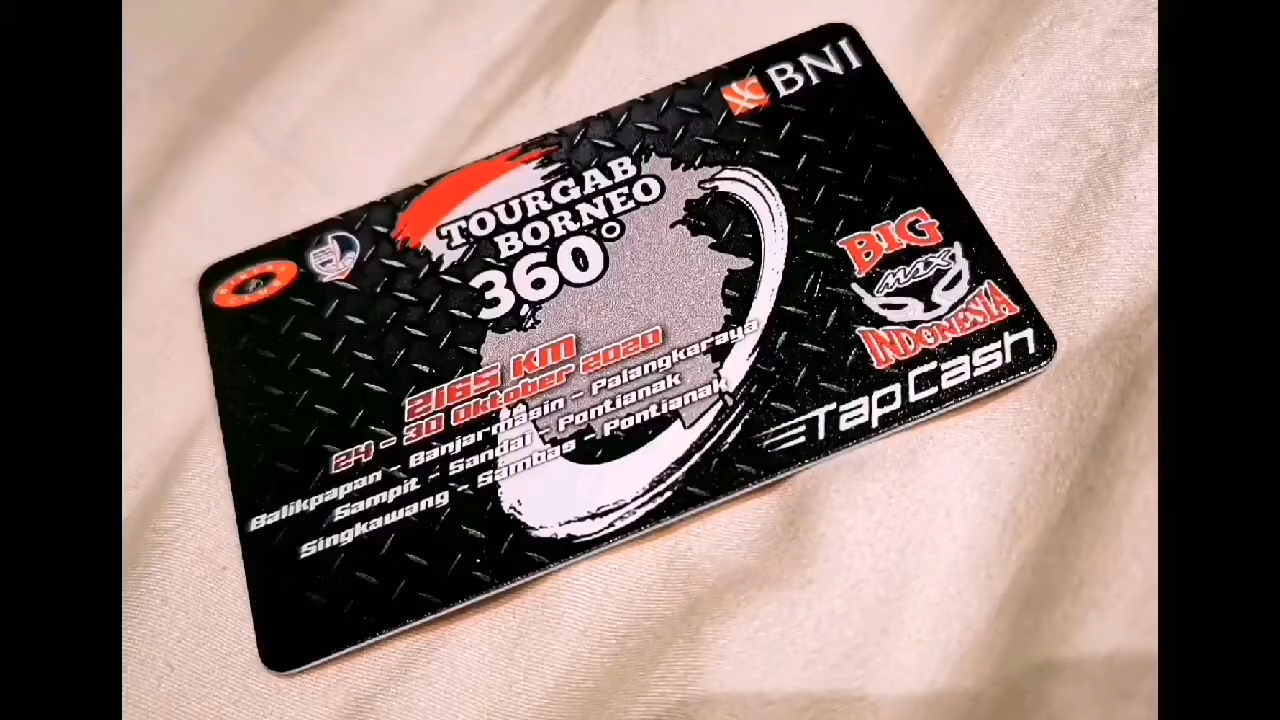 BNI
TOURGAB
BORNEO
360°
BIG
MAX
INDONESIA
2165 KM
24 - 30 Oktober 2020
Balikpapan - Banjarmasin - Palangkaraya
Sampit - Sandai - Pontianak
Singkawang - Sambas - Pontianak
TapCash